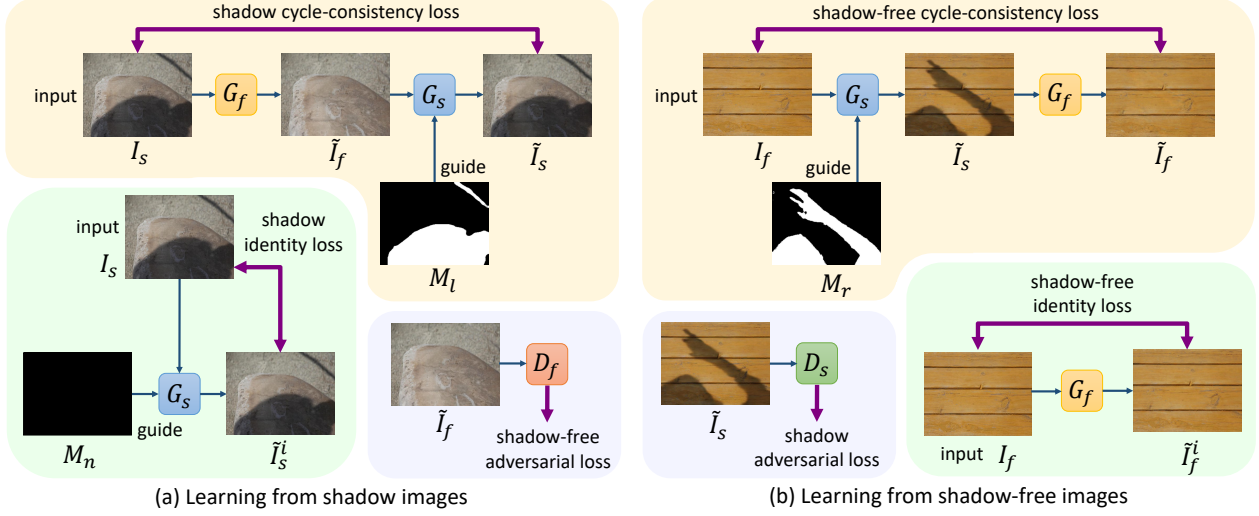 shadow cycle-consistency loss
input
G_f
G_s
I_s
Ĩ_f
Ĩ_s
guide
M_l
input
I_s
shadow
identity loss
G_s
guide
M_n
Ĩ_s^i
D_f
Ĩ_f
shadow-free
adversarial loss
(a) Learning from shadow images
shadow-free cycle-consistency loss
input
G_s
G_f
I_f
Ĩ_s
Ĩ_f
guide
M_r
D_s
Ĩ_s
shadow
adversarial loss
shadow-free
identity loss
G_f
input I_f
Ĩ_f^i
(b) Learning from shadow-free images